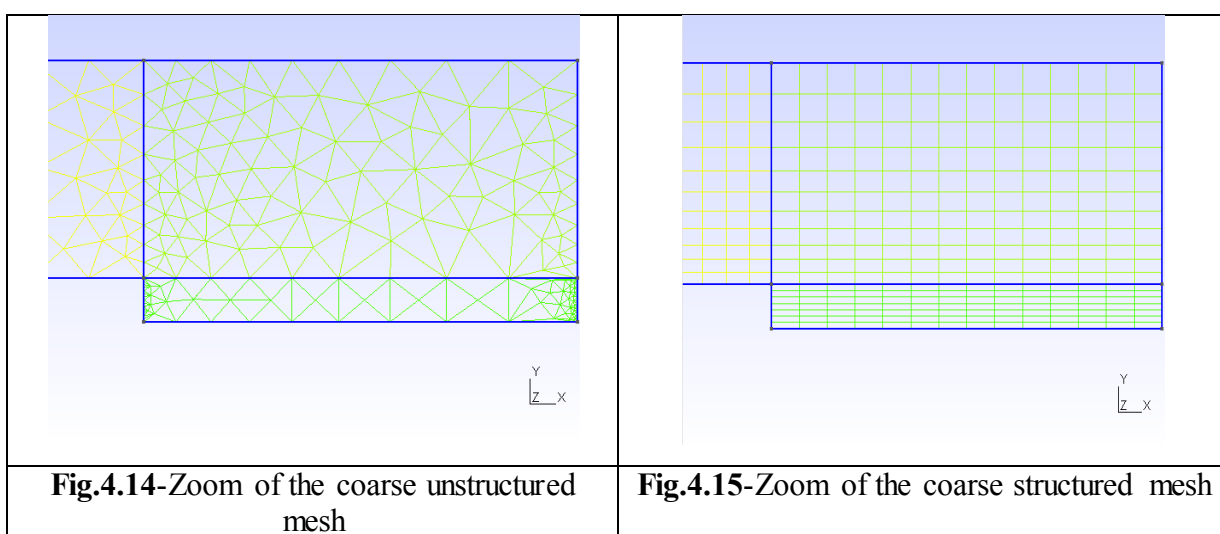 Y
Z X
Y
Z X
Fig.4.14-Zoom of the coarse unstructured
mesh
Fig.4.15-Zoom of the coarse structured mesh